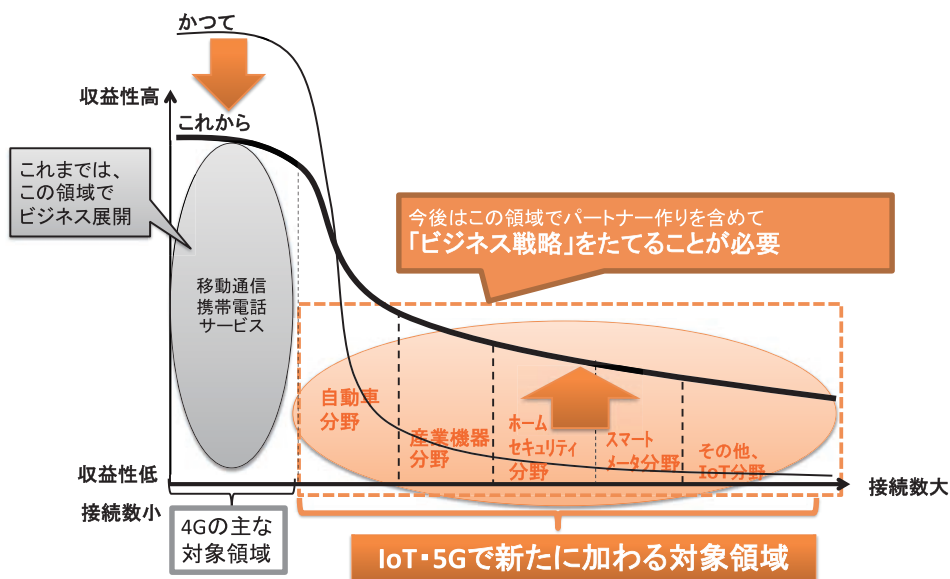 かつて
収益性高
これから
これまでは、
この領域で
ビジネス展開
今後はこの領域でパートナー作りを含めて
「ビジネス戦略」をたてることが必要
移動通信
携帯電話
サービス
自動車
分野
産業機器
分野
ホーム
セキュリティ
分野
スマート
メータ分野
その他、
IoT分野
収益性低
接続数小
接続数大
4Gの主な
対象領域
IoT・5Gで新たに加わる対象領域